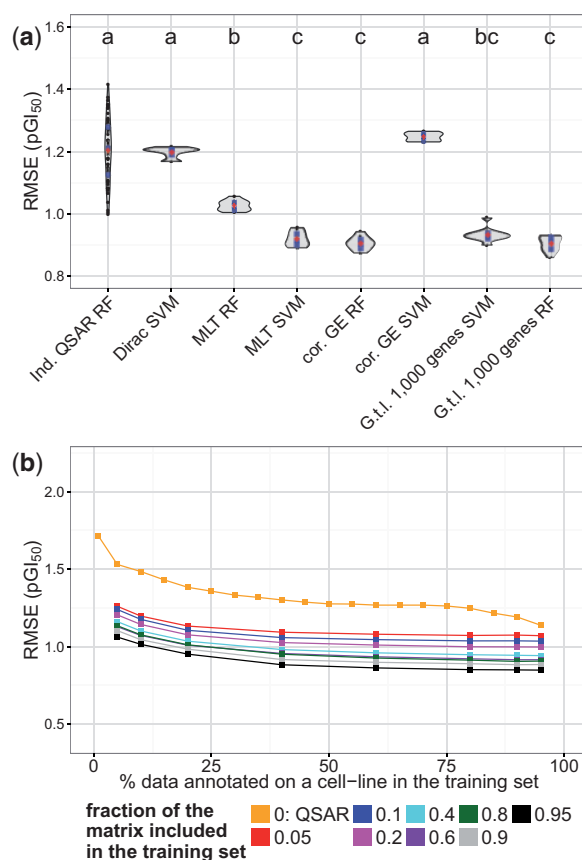 (a)
a a b c c a bc c
1.6
1.4
1.2
1.0
0.8
RMSE (pGI50)
Ind. QSAR RF
Dirac SVM
MLT RF
MLT SVM
cor. GE RF
cor. GE SVM
G.t.l. 1,000 genes SVM
G.t.l. 1,000 genes RF
(b)
2.0
1.5
1.0
0.5
RMSE (pGI50)
0 25 50 75 100
% data annotated on a cell-line in the training set
fraction of the
matrix included
in the training set
0: QSAR 0.1 0.4 0.8 0.95
0.05 0.2 0.6 0.9